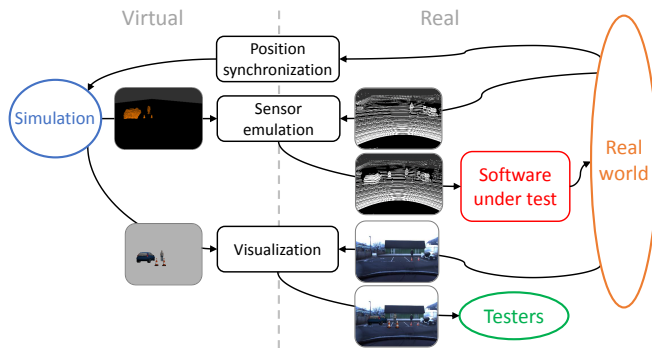 Virtual
Real
Position
synchronization
Simulation
Sensor
emulation
Real
world
Software
under test
Visualization
Testers